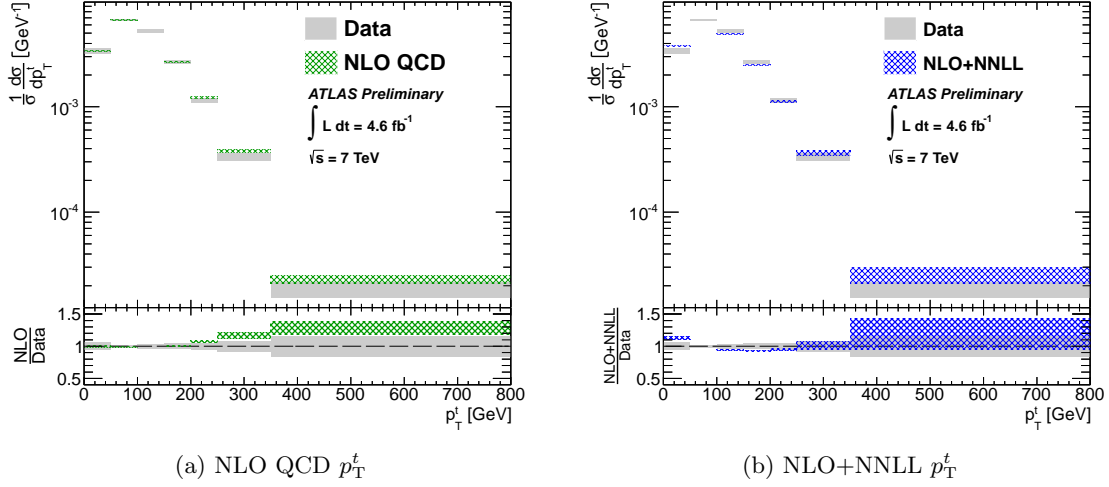 1/σ dσ/dp_T^t [GeV⁻¹]
Data
NLO QCD
ATLAS Preliminary
∫ L dt = 4.6 fb⁻¹
√s = 7 TeV
10⁻³
10⁻⁴
NLO/Data
1.5
1
0.5
0 100 200 300 400 500 600 700 800
p_T^t [GeV]
(a) NLO QCD p_T^t
1/σ dσ/dp_T^t [GeV⁻¹]
Data
NLO+NNLL
ATLAS Preliminary
∫ L dt = 4.6 fb⁻¹
√s = 7 TeV
10⁻³
10⁻⁴
NLO+NNLL/Data
1.5
1
0.5
0 100 200 300 400 500 600 700 800
p_T^t [GeV]
(b) NLO+NNLL p_T^t